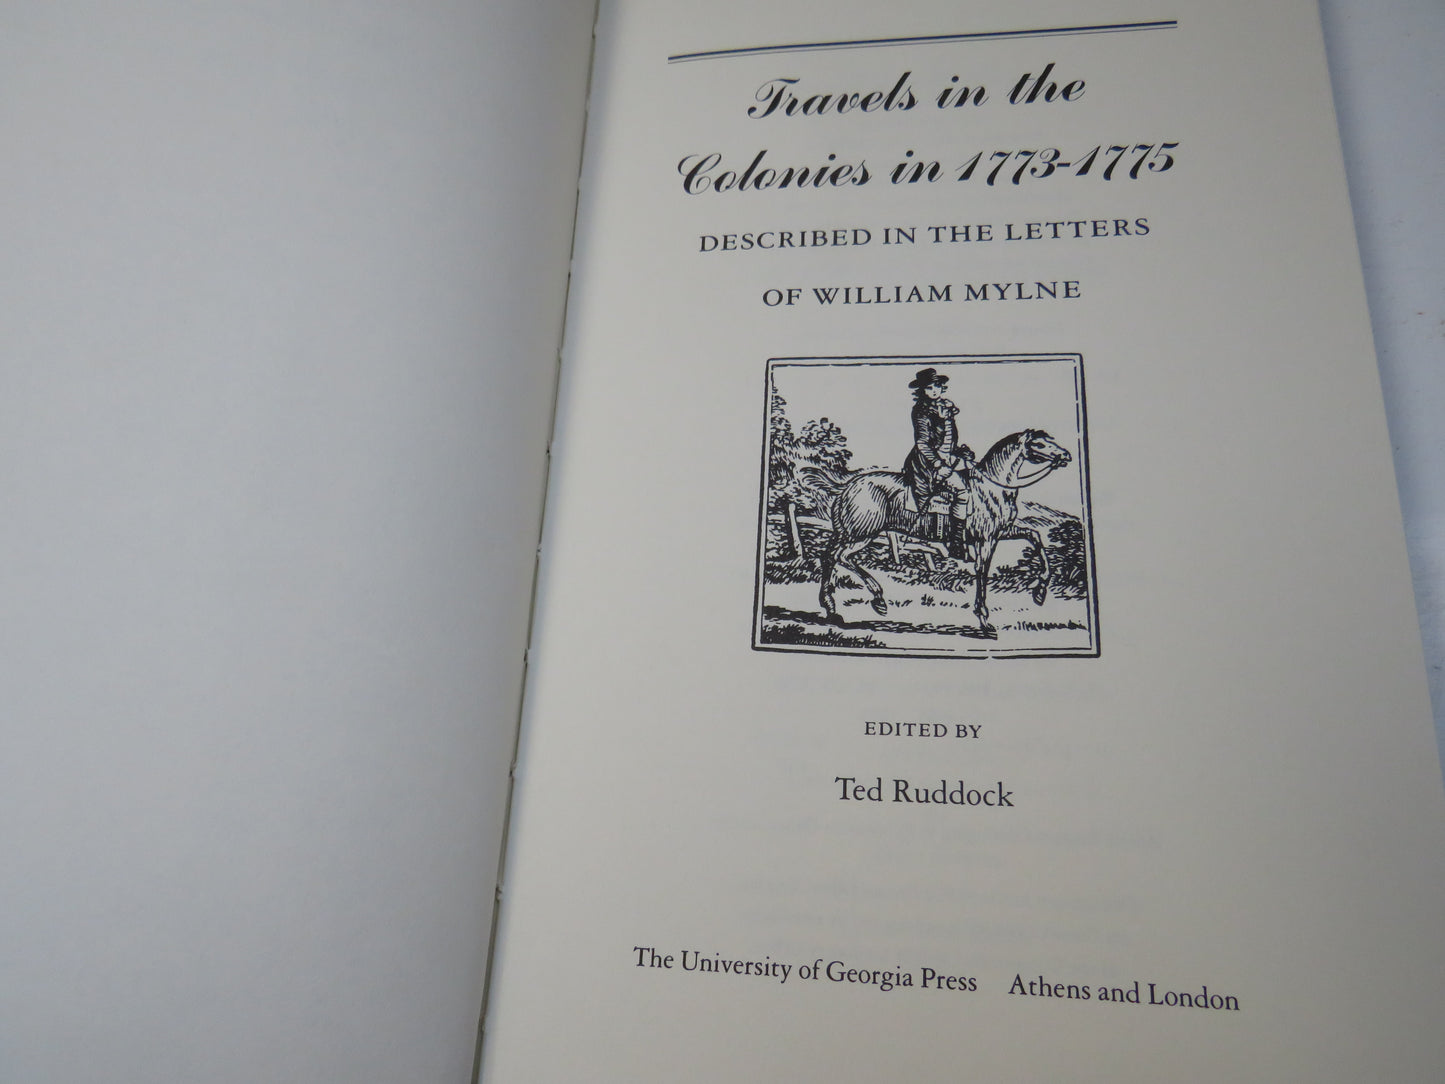 Travels in the
Colonies in 1773-1775
DESCRIBED IN THE LETTERS
OF WILLIAM MYLNE
EDITED BY
Ted Ruddock
The University of Georgia Press Athens and London